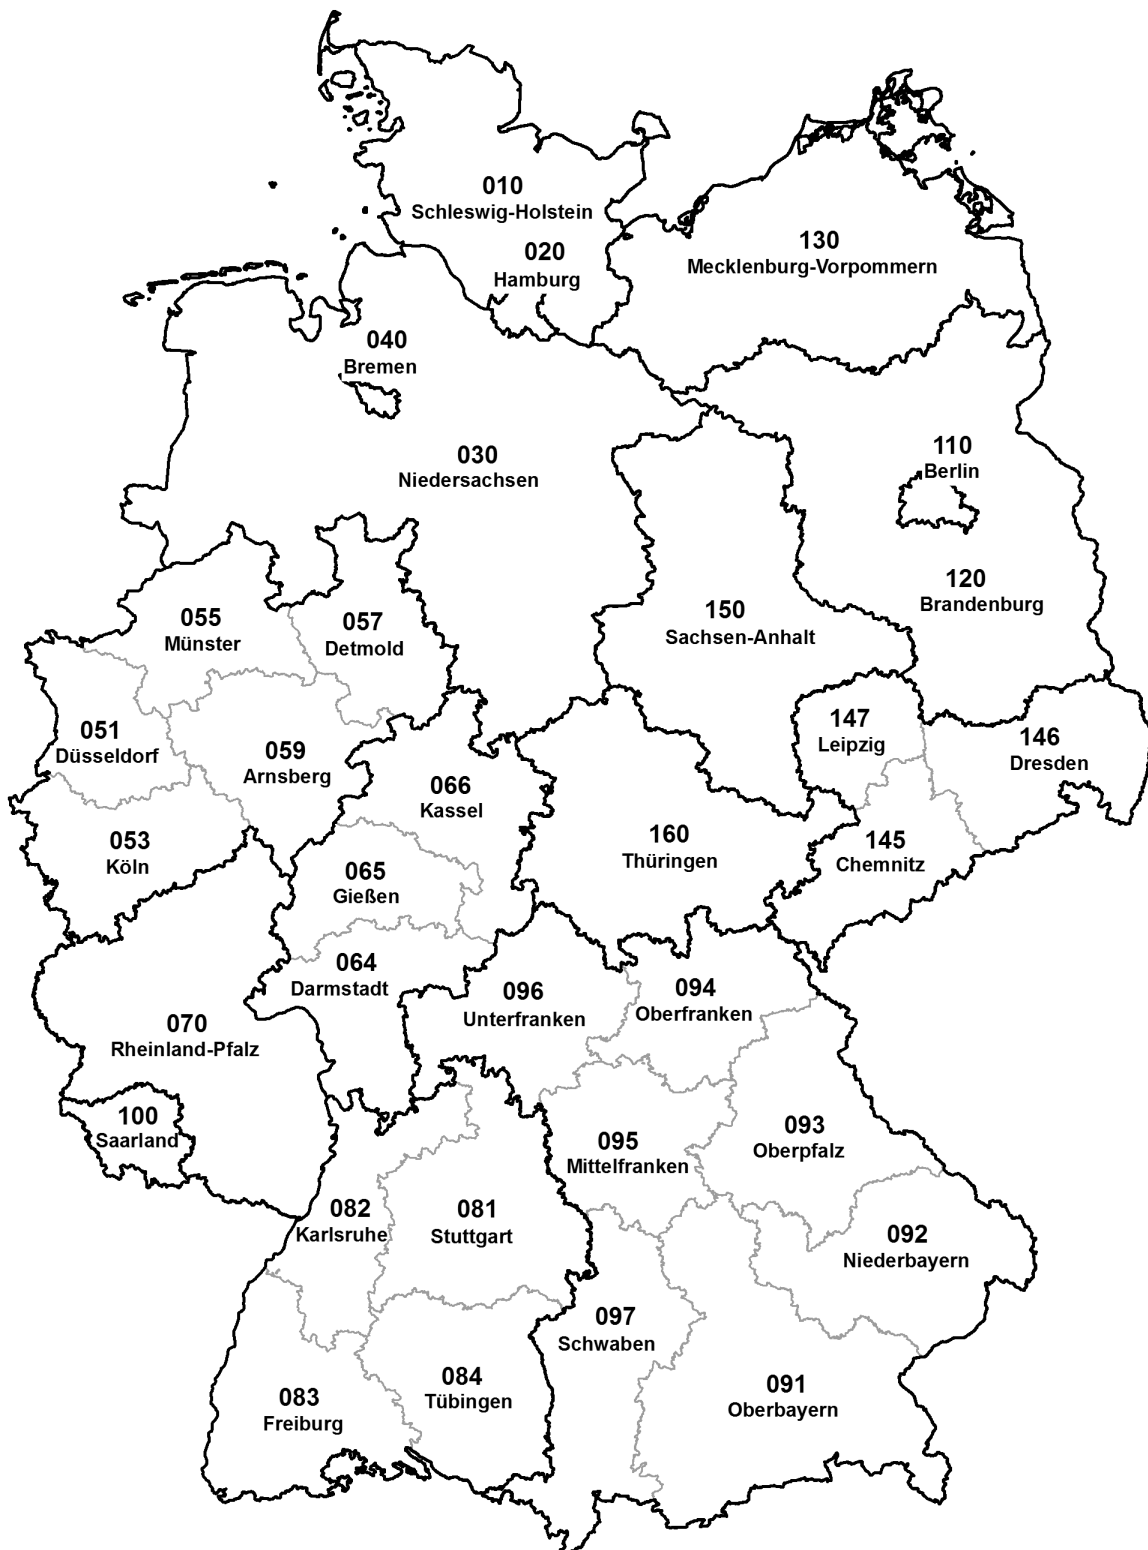 010
Schleswig-Holstein
020
Hamburg
130
Mecklenburg-Vorpommern
040
Bremen
030
Niedersachsen
110
Berlin
120
Brandenburg
055
Münster
057
Detmold
150
Sachsen-Anhalt
051
Düsseldorf
059
Arnsberg
147
Leipzig
146
Dresden
066
Kassel
053
Köln
065
Gießen
160
Thüringen
145
Chemnitz
064
Darmstadt
096
Unterfranken
094
Oberfranken
070
Rheinland-Pfalz
100
Saarland
095
Mittelfranken
093
Oberpfalz
082
Karlsruhe
081
Stuttgart
092
Niederbayern
097
Schwaben
083
Freiburg
084
Tübingen
091
Oberbayern